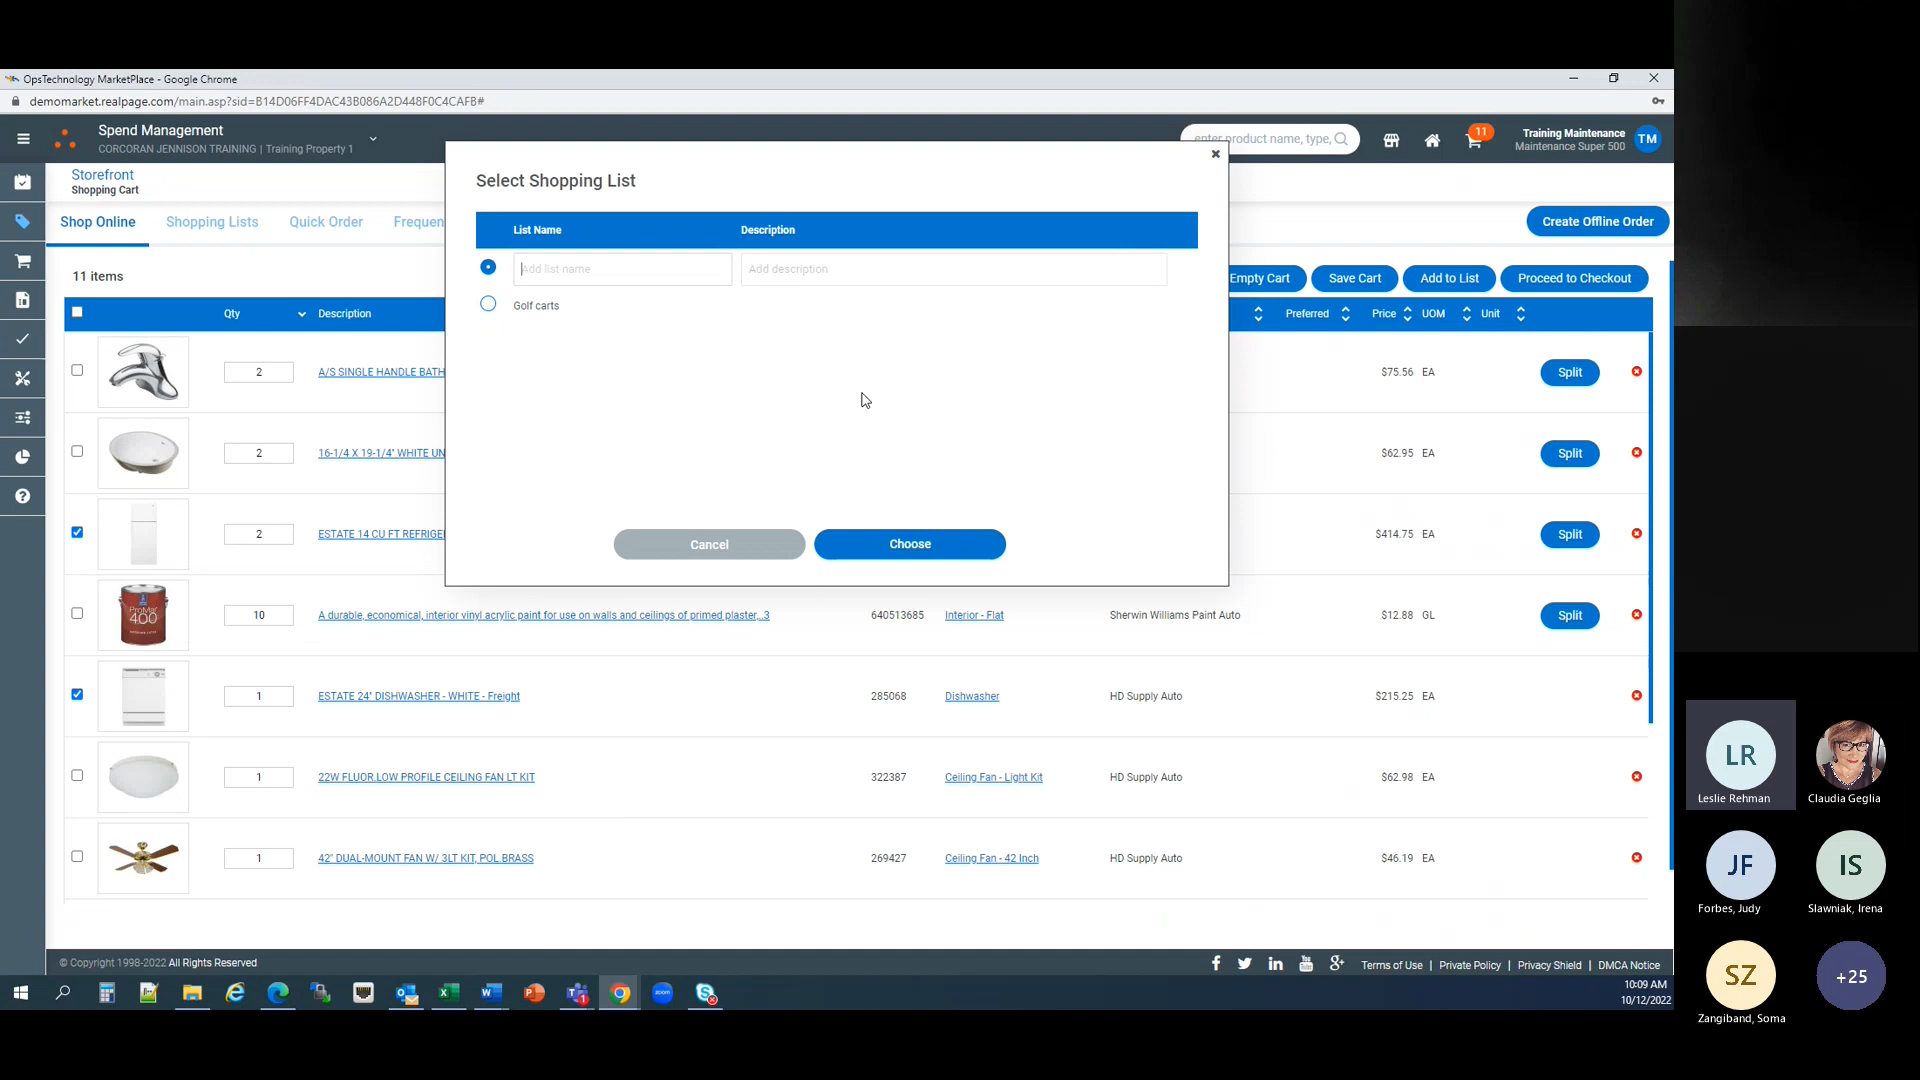 OpsTechnology MarketPlace - Google Chrome
demomarket.realpage.com/main.asp?sid=B14D06FF4DAC43B086A2D448F0C4CAFB#
Spend Management
CORCORAN JENNISON TRAINING | Training Property 1
enter product name, type,
11
Training Maintenance
Maintenance Super 500
TM
Storefront
Shopping Cart
Shop Online
Shopping Lists
Quick Order
Frequen
Create Offline Order
Select Shopping List
List Name
Description
Add list name
Add description
Golf carts
Cancel
Choose
11 items
Empty Cart
Save Cart
Add to List
Proceed to Checkout
Qty
Description
Preferred
Price
UOM
Unit
2
A/S SINGLE HANDLE BATH
$75.56 EA
Split
2
16-1/4 X 19-1/4" WHITE UN
$62.95 EA
Split
2
ESTATE 14 CU FT REFRIGE
$414.75 EA
Split
ProMar
400
10
A durable, economical, interior vinyl acrylic paint for use on walls and ceilings of primed plaster,..3
640513685
Interior - Flat
Sherwin Williams Paint Auto
$12.88 GL
Split
1
ESTATE 24" DISHWASHER - WHITE - Freight
285068
Dishwasher
HD Supply Auto
$215.25 EA
1
22W FLUOR.LOW PROFILE CEILING FAN LT KIT
322387
Ceiling Fan - Light Kit
HD Supply Auto
$62.98 EA
1
42" DUAL-MOUNT FAN W/ 3LT KIT, POL.BRASS
269427
Ceiling Fan - 42 Inch
HD Supply Auto
$46.19 EA
© Copyright 1998-2022 All Rights Reserved
Terms of Use | Private Policy | Privacy Shield | DMCA Notice
10:09 AM
10/12/2022
LR
Leslie Rehman
Claudia Geglia
JF
Forbes, Judy
IS
Slawniak, Irena
SZ
Zangiband, Soma
+25